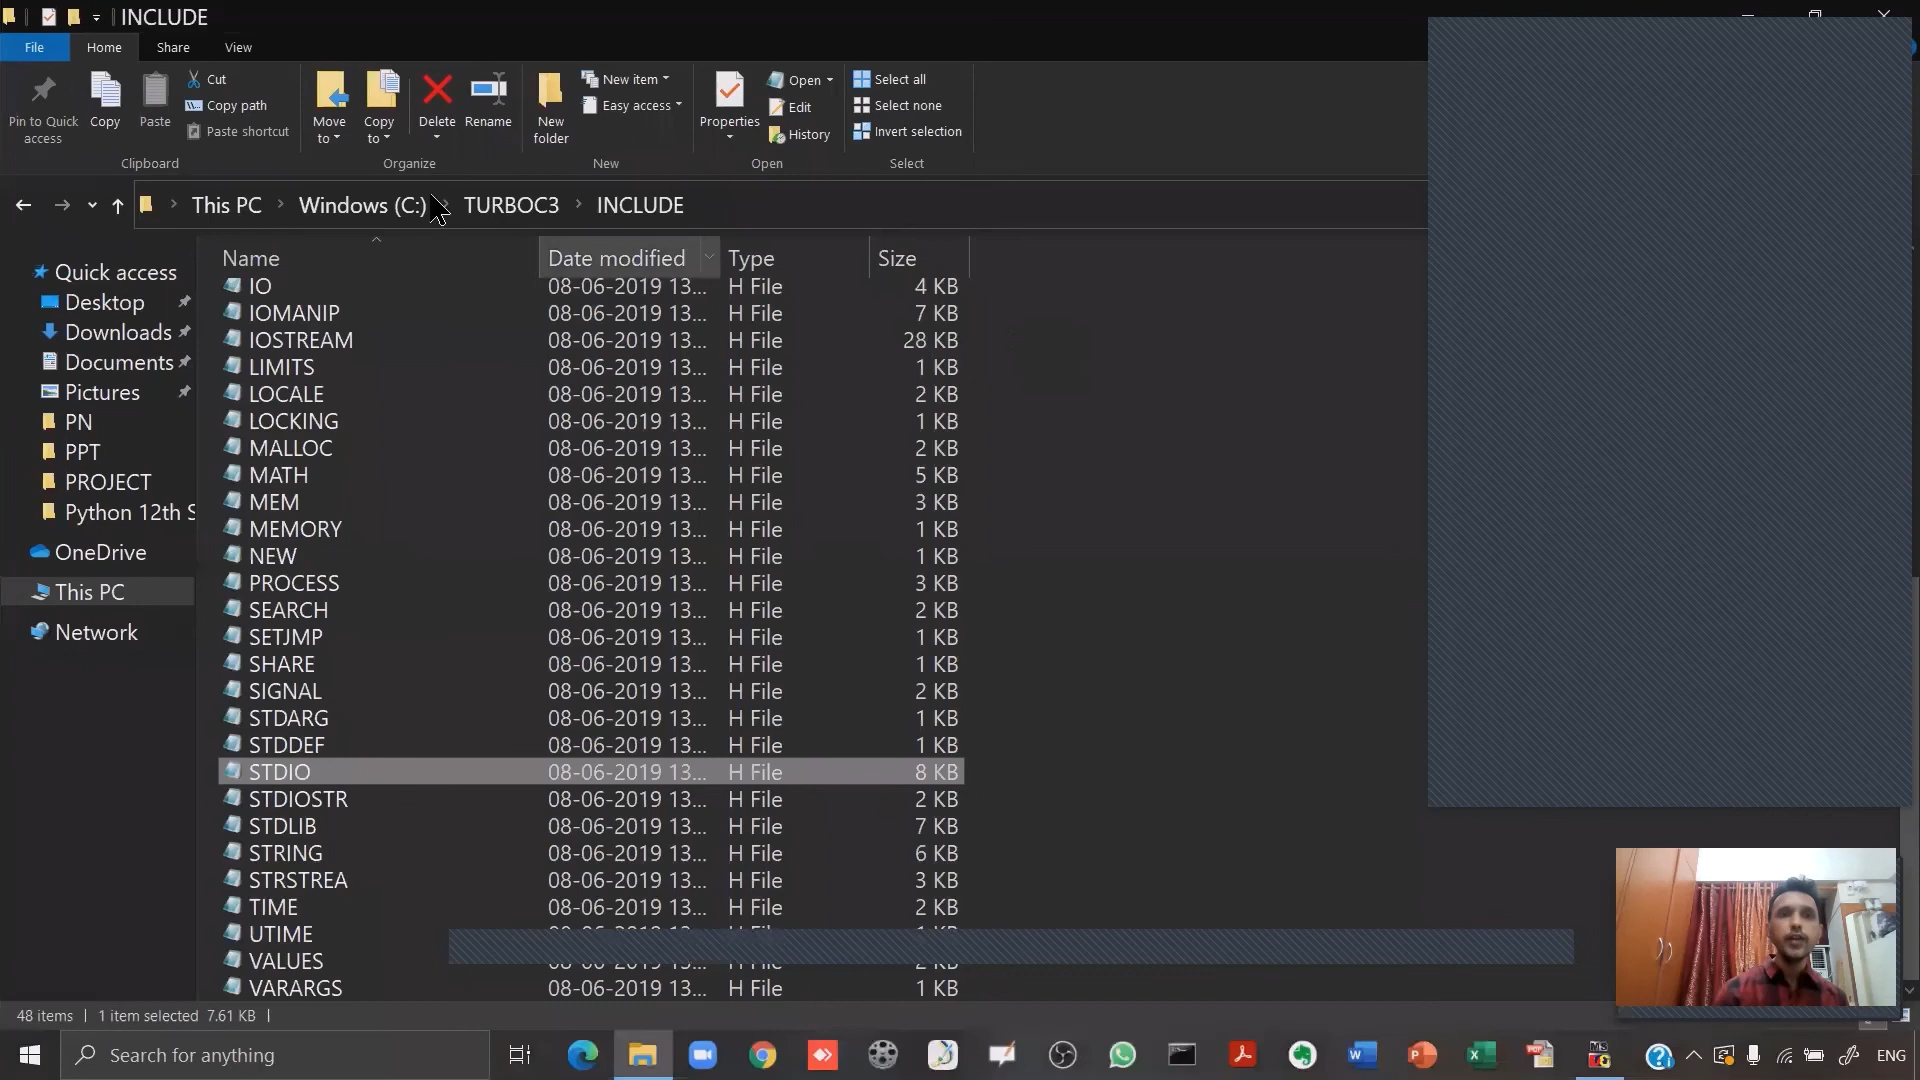 INCLUDE
File Home Share View
Pin to Quick access
Copy
Paste
Cut
Copy path
Paste shortcut
Clipboard
Move to
Copy to
Delete
Rename
Organize
New folder
New item
Easy access
New
Properties
Open
Edit
History
Open
Select all
Select none
Invert selection
Select
This PC > Windows (C:) > TURBOC3 > INCLUDE
Quick access
Desktop
Downloads
Documents
Pictures
PN
PPT
PROJECT
Python 12th S
OneDrive
This PC
Network
Name Date modified Type Size
IO 08-06-2019 13... H File 4 KB
IOMANIP 08-06-2019 13... H File 7 KB
IOSTREAM 08-06-2019 13... H File 28 KB
LIMITS 08-06-2019 13... H File 1 KB
LOCALE 08-06-2019 13... H File 2 KB
LOCKING 08-06-2019 13... H File 1 KB
MALLOC 08-06-2019 13... H File 2 KB
MATH 08-06-2019 13... H File 5 KB
MEM 08-06-2019 13... H File 3 KB
MEMORY 08-06-2019 13... H File 1 KB
NEW 08-06-2019 13... H File 1 KB
PROCESS 08-06-2019 13... H File 3 KB
SEARCH 08-06-2019 13... H File 2 KB
SETJMP 08-06-2019 13... H File 1 KB
SHARE 08-06-2019 13... H File 1 KB
SIGNAL 08-06-2019 13... H File 2 KB
STDARG 08-06-2019 13... H File 1 KB
STDDEF 08-06-2019 13... H File 1 KB
STDIO 08-06-2019 13... H File 8 KB
STDIOSTR 08-06-2019 13... H File 2 KB
STDLIB 08-06-2019 13... H File 7 KB
STRING 08-06-2019 13... H File 6 KB
STRSTREA 08-06-2019 13... H File 3 KB
TIME 08-06-2019 13... H File 2 KB
UTIME
VALUES
VARARGS 08-06-2019 13... H File 1 KB
48 items 1 item selected 7.61 KB
Search for anything
ENG